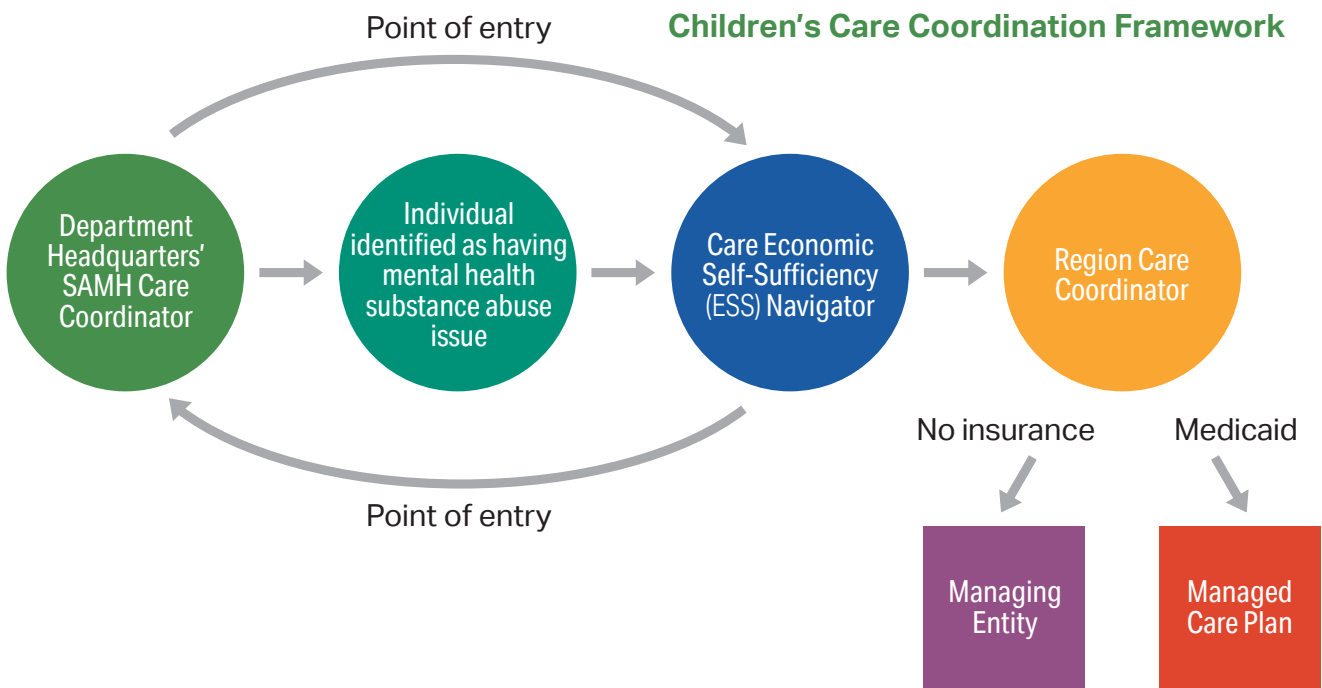 Point of entry
Children's Care Coordination Framework
Department
Headquarters'
SAMH Care
Coordinator
Individual
identified as having
mental health
substance abuse
issue
Care Economic
Self-Sufficiency
(ESS) Navigator
Region Care
Coordinator
Point of entry
No insurance
Medicaid
Managing
Entity
Managed
Care Plan